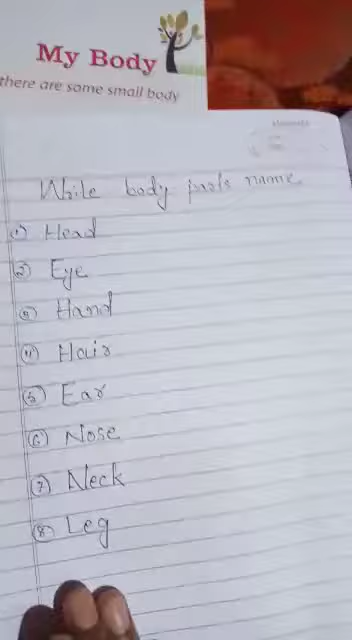 My Body
there are some small body
While body parts name
① Head
② Eye
③ Hand
④ Hair
⑤ Ear
⑥ Nose
⑦ Neck
⑧ Leg